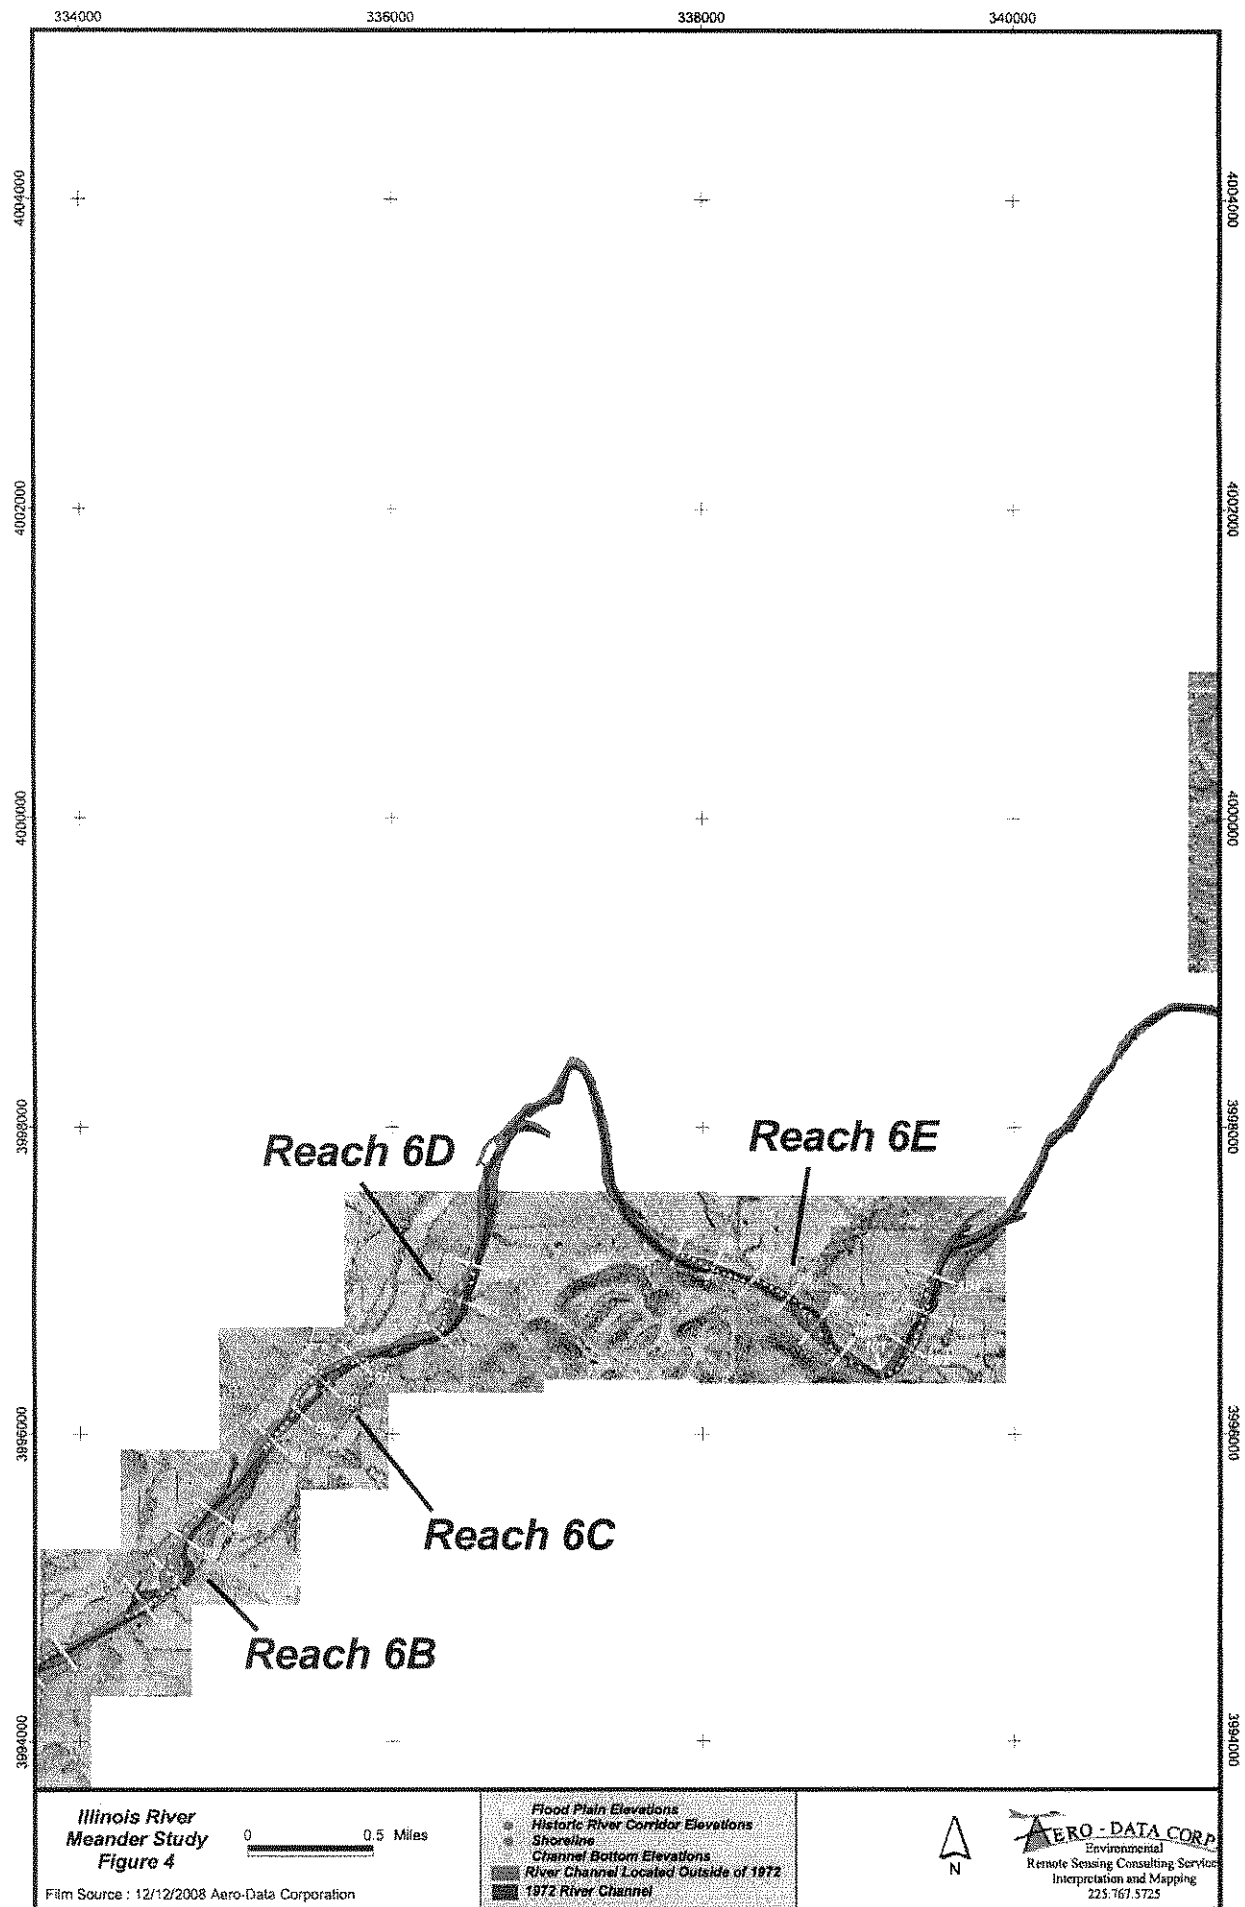 334000
336000
338000
340000
4004000
4004000
4002000
4002000
4000000
4000000
3998000
3998000
Reach 6D
Reach 6E
3996000
3996000
Reach 6C
Reach 6B
3994000
3994000
Illinois River
Meander Study
Figure 4
0 0.5 Miles
Film Source : 12/12/2008 Aero-Data Corporation
Flood Plain Elevations
Historic River Corridor Elevations
Shoreline
Channel Bottom Elevations
River Channel Located Outside of 1972
1972 River Channel
N
AERO - DATA CORP
Environmental
Remote Sensing Consulting Service
Interpretation and Mapping
225.767.5725